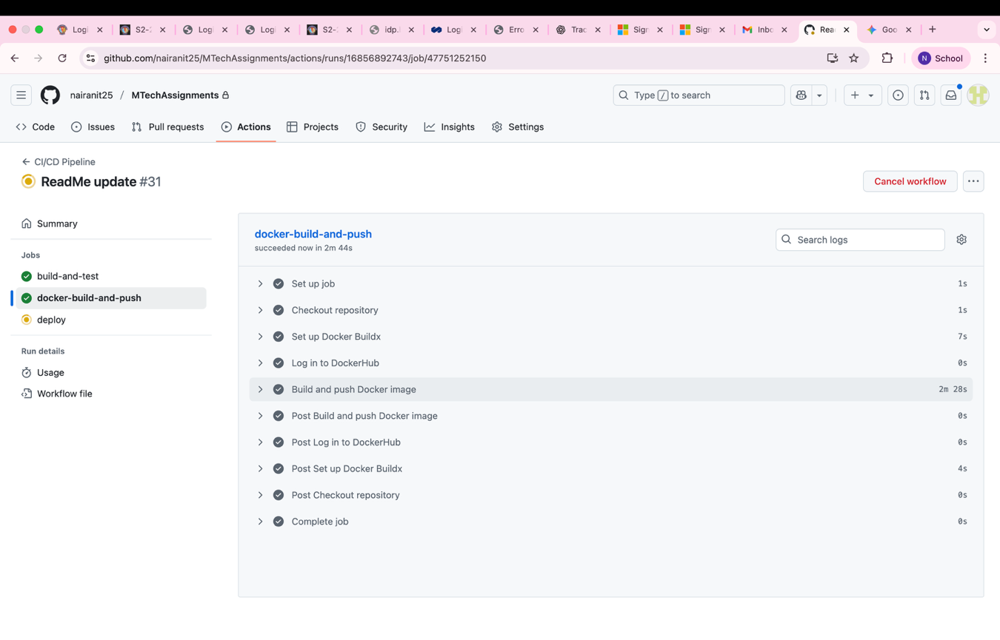 Logi S2-2 Logi Logi S2-2 idp.l Logi Erro Trac Sign Sign Inbo Rea Goo
github.com/nairanit25/MTechAssignments/actions/runs/16856892743/job/47751252150 N School
nairanit25 / MTechAssignments Type / to search
Code Issues Pull requests Actions Projects Security Insights Settings
CI/CD Pipeline
ReadMe update #31 Cancel workflow
Summary
Jobs
build-and-test
docker-build-and-push
deploy
Run details
Usage
Workflow file
docker-build-and-push
succeeded now in 2m 44s
Search logs
Set up job 1s
Checkout repository 1s
Set up Docker Buildx 7s
Log in to DockerHub 0s
Build and push Docker image 2m 28s
Post Build and push Docker image 0s
Post Log in to DockerHub 0s
Post Set up Docker Buildx 4s
Post Checkout repository 0s
Complete job 0s